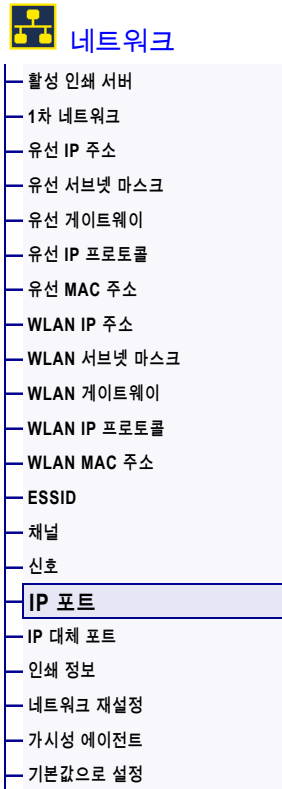 네트워크
활성 인쇄 서버
1차 네트워크
유선 IP 주소
유선 서브넷 마스크
유선 게이트웨이
유선 IP 프로토콜
유선 MAC 주소
WLAN IP 주소
WLAN 서브넷 마스크
WLAN 게이트웨이
WLAN IP 프로토콜
WLAN MAC 주소
ESSID
채널
신호
IP 포트
IP 대체 포트
인쇄 정보
네트워크 재설정
가시성 에이전트
기본값으로 설정